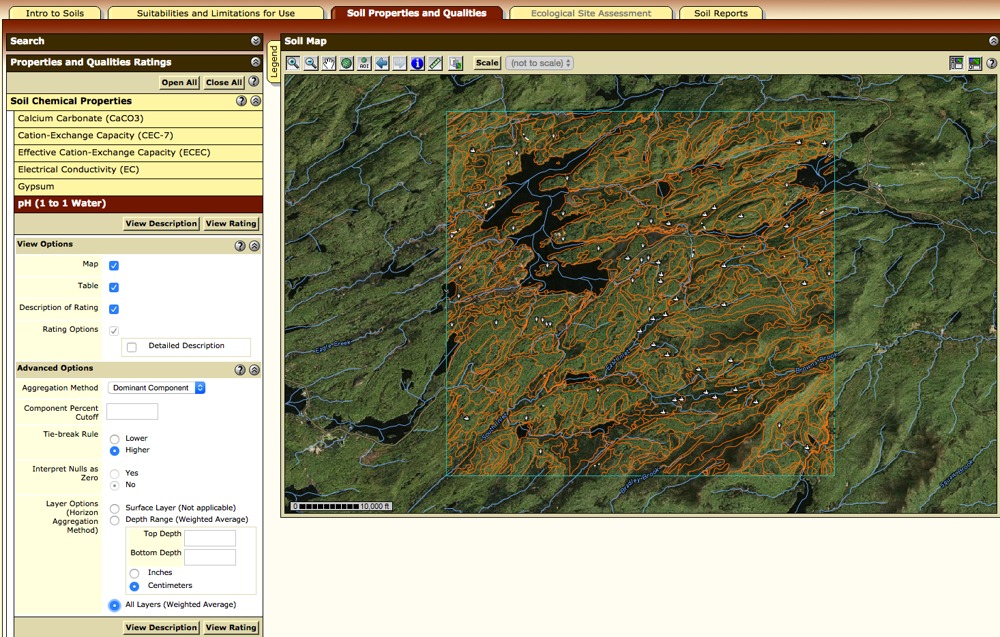 Intro to Soils
Suitabilities and Limitations for Use
Soil Properties and Qualities
Ecological Site Assessment
Soil Reports
Search
Properties and Qualities Ratings
Open All
Close All
?
Soil Chemical Properties
?
Calcium Carbonate (CaCO3)
Cation-Exchange Capacity (CEC-7)
Effective Cation-Exchange Capacity (ECEC)
Electrical Conductivity (EC)
Gypsum
pH (1 to 1 Water)
View Description
View Rating
View Options
?
Map
Table
Description of Rating
Rating Options
Detailed Description
Advanced Options
?
Aggregation Method
Dominant Component
Component Percent
Cutoff
Tie-break Rule
Lower
Higher
Interpret Nulls as
Zero
Yes
No
Layer Options
(Horizon
Aggregation
Method)
Surface Layer (Not applicable)
Depth Range (Weighted Average)
Top Depth
Bottom Depth
Inches
Centimeters
All Layers (Weighted Average)
View Description
View Rating
Legend
Soil Map
AOI
i
Scale
(not to scale)
?
Eagle Creek
East Inlet
Browns Brook
South Inlet
Bradley Brook
Squaw Brook
0
10,000 ft